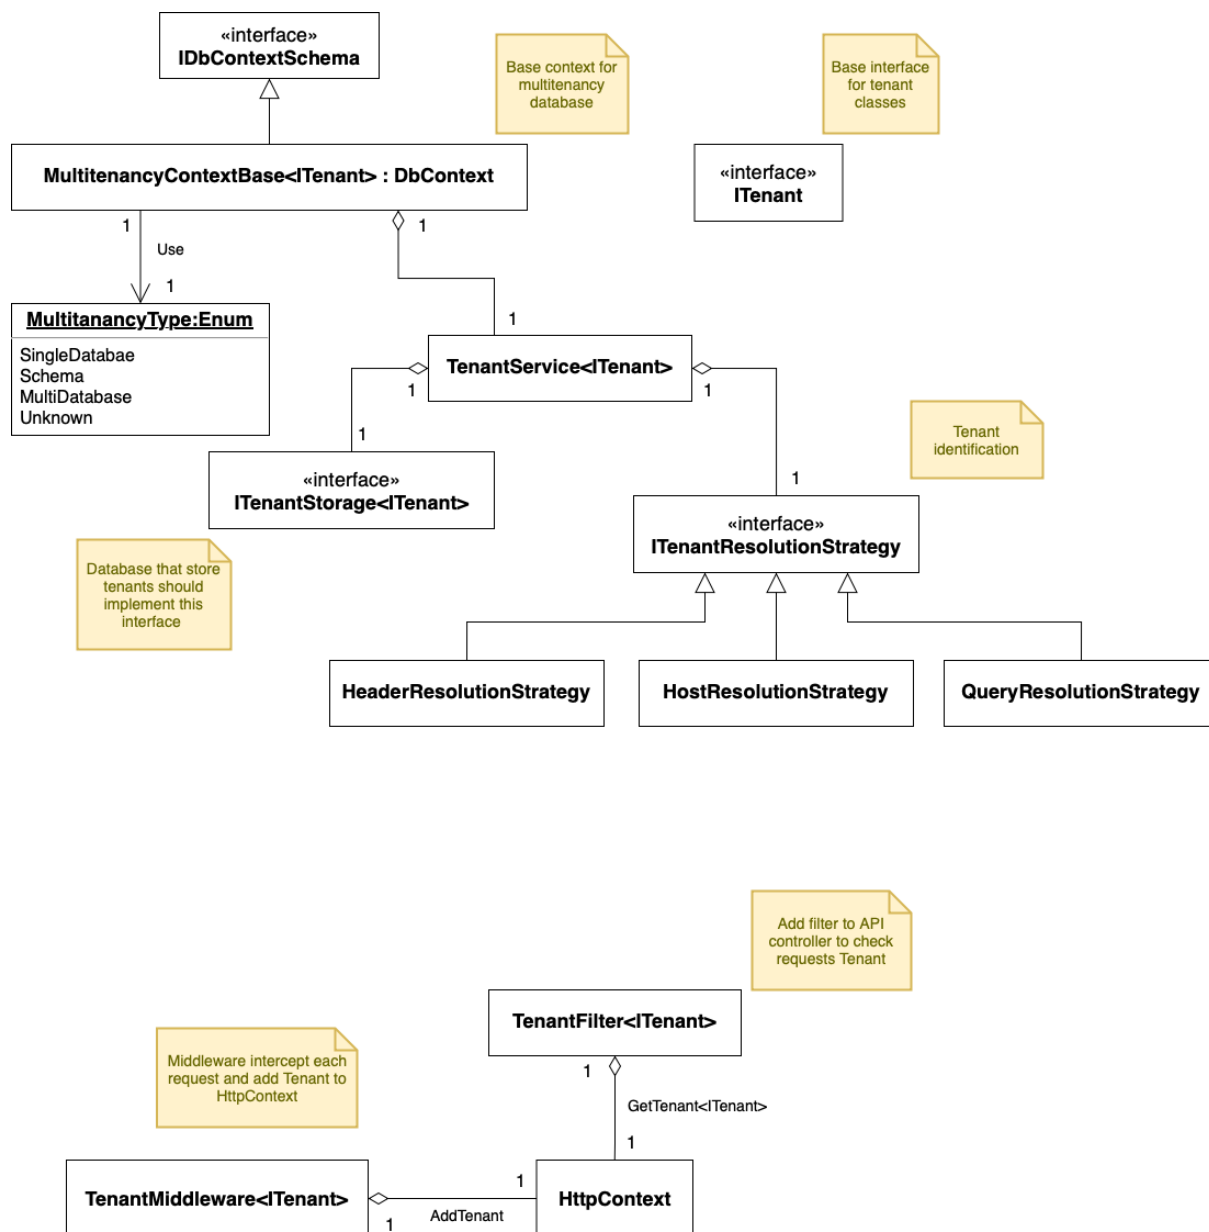 «interface»
IDbContextSchema
Base context for
multitenancy
database
Base interface
for tenant
classes
MultitenancyContextBase<ITenant> : DbContext
«interface»
ITenant
1
1
Use
1
MultitanancyType:Enum
SingleDatabae
Schema
MultiDatabase
Unknown
1
TenantService<ITenant>
1
1
1
«interface»
ITenantStorage<ITenant>
Tenant
identification
1
«interface»
ITenantResolutionStrategy
Database that store
tenants should
implement this
interface
HeaderResolutionStrategy
HostResolutionStrategy
QueryResolutionStrategy
Add filter to API
controller to check
requests Tenant
TenantFilter<ITenant>
Middleware intercept each
request and add Tenant to
HttpContext
1
GetTenant<ITenant>
1
TenantMiddleware<ITenant>
1
AddTenant
1
HttpContext